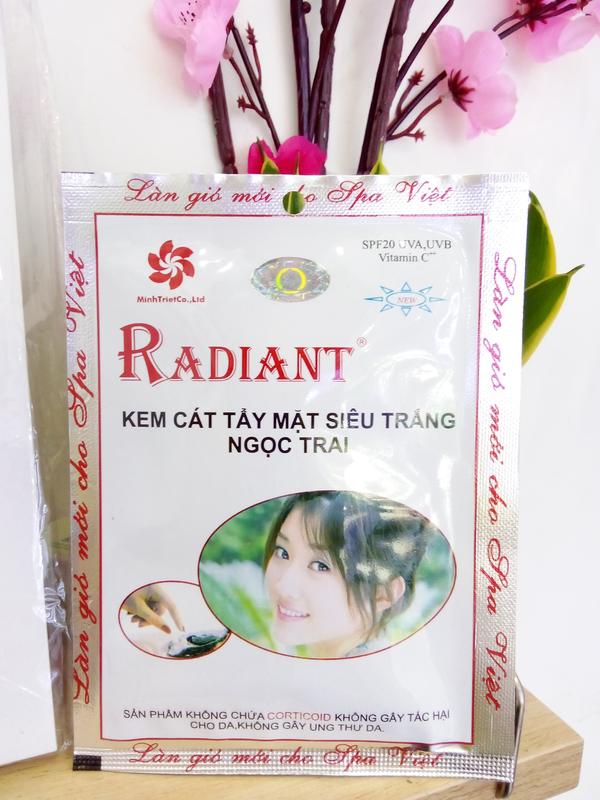 Làn gió mới cho Spa Việt
Làn gió mới cho Spa Việt
Làn gió mới cho Spa Việt
MinhTrietCo.,Ltd
Q
SPF20 UVA,UVB
Vitamin C++
NEW
RADIANT®
KEM CÁT TẨY MẶT SIÊU TRẮNG
NGỌC TRAI
SẢN PHẨM KHÔNG CHỨA CORTICOID KHÔNG GÂY TÁC HẠI
CHO DA,KHÔNG GÂY UNG THƯ DA.
Làn gió mới cho Spa Việt